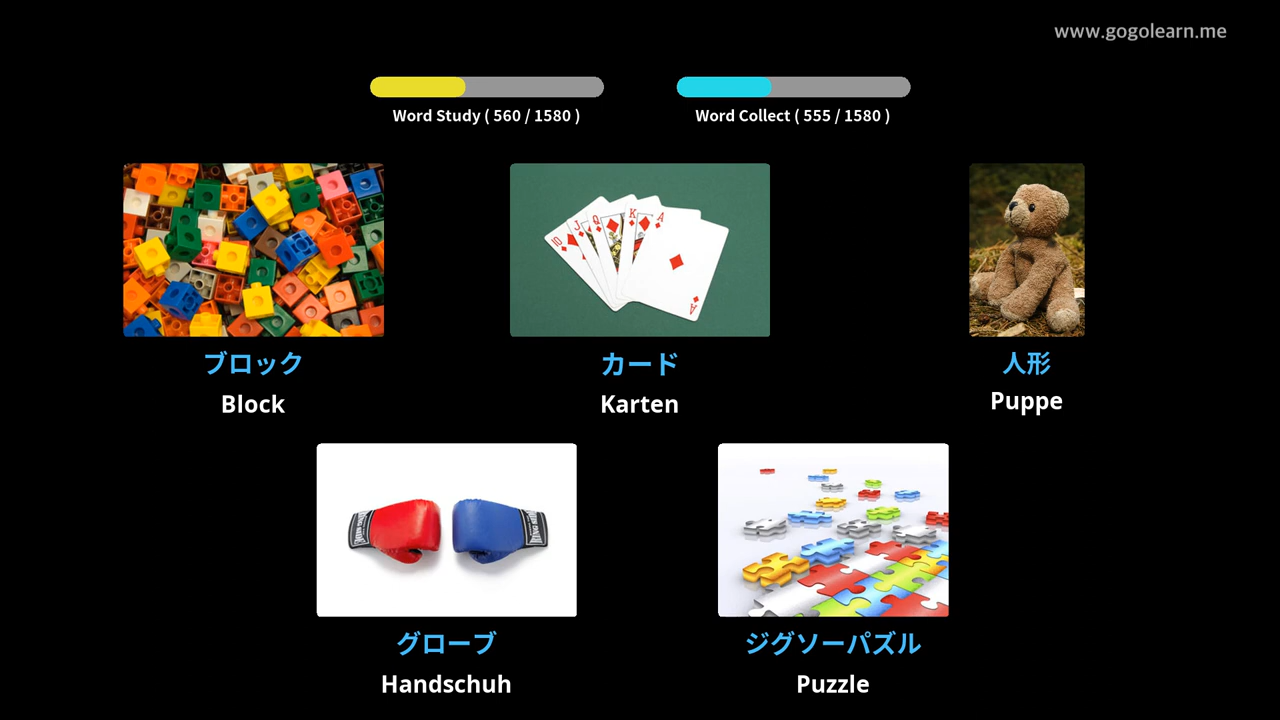 www.gogolearn.me
Word Study ( 560 / 1580 )
Word Collect ( 555 / 1580 )
10 J Q K A
A
ブロック
Block
カード
Karten
人形
Puppe
グローブ
Handschuh
ジグソーパズル
Puzzle